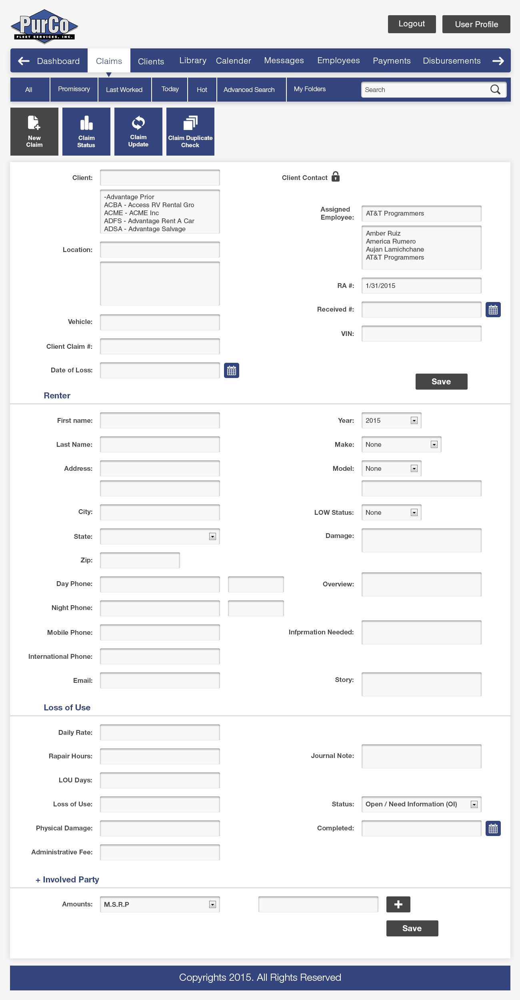 PurCo
FLEET SERVICES, INC.
Logout
User Profile
Dashboard
Claims
Clients
Library
Calender
Messages
Employees
Payments
Disbursements
All
Promissory
Last Worked
Today
Hot
Advanced Search
My Folders
Search
New
Claim
Claim
Status
Claim
Update
Claim Duplicate
Check
Client:
-Advantage Prior
ACBA - Access RV Rental Gro
ACME - ACME Inc
ADFS - Advantage Rent A Car
ADSA - Advantage Salvage
Location:
Vehicle:
Client Claim #:
Date of Loss:
Client Contact
Assigned
Employee:
AT&T Programmers
Amber Ruiz
America Rumero
Aujan Lamichchane
AT&T Programmers
RA #:
1/31/2015
Received #:
VIN:
Save
Renter
First name:
Last Name:
Address:
City:
State:
Zip:
Day Phone:
Night Phone:
Mobile Phone:
International Phone:
Email:
Year:
2015
Make:
None
Model:
None
LOW Status:
None
Damage:
Overview:
Infprmation Needed:
Story:
Loss of Use
Daily Rate:
Rapair Hours:
LOU Days:
Loss of Use:
Physical Damage:
Administrative Fee:
Journal Note:
Status:
Open / Need Information (OI)
Completed:
+ Involved Party
Amounts:
M.S.R.P
Save
Copyrights 2015. All Rights Reserved